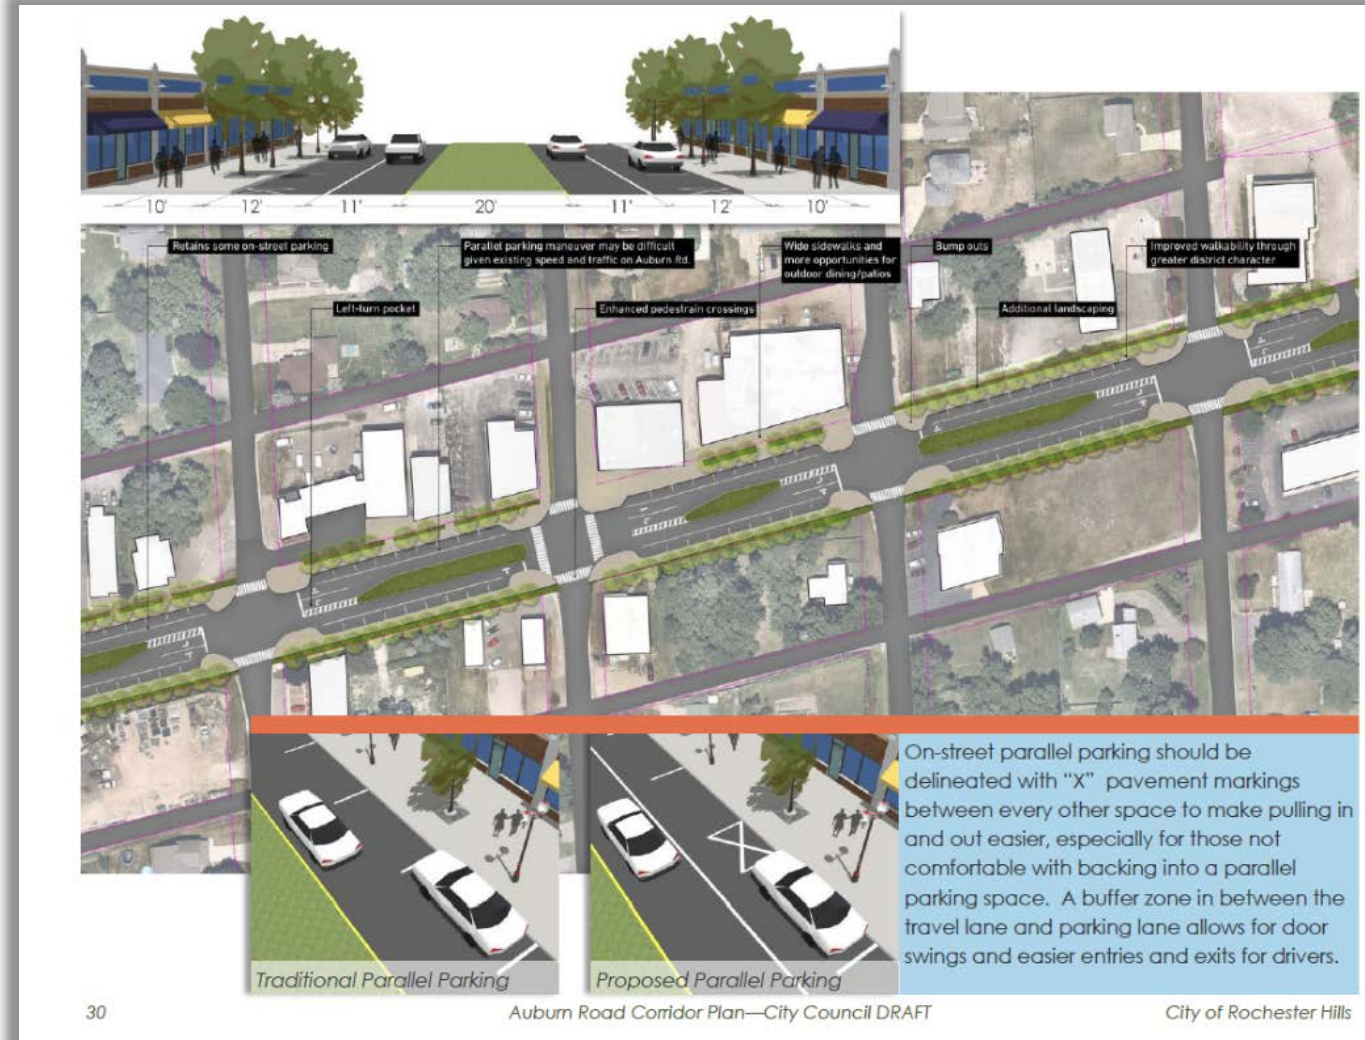 10' 12' 11' 20' 11' 12' 10'
Retains some on-street parking
Parallel parking maneuver may be difficult
given existing speed and traffic on Auburn Rd.
Wide sidewalks and
more opportunities for
outdoor dining/patios
Bump outs
Improved walkability through
greater district character
Left-turn pocket
Enhanced pedestrain crossings
Additional landscaping
Traditional Parallel Parking
Proposed Parallel Parking
On-street parallel parking should be
delineated with “X” pavement markings
between every other space to make pulling in
and out easier, especially for those not
comfortable with backing into a parallel
parking space. A buffer zone in between the
travel lane and parking lane allows for door
swings and easier entries and exits for drivers.
30
Auburn Road Corridor Plan—City Council DRAFT
City of Rochester Hills